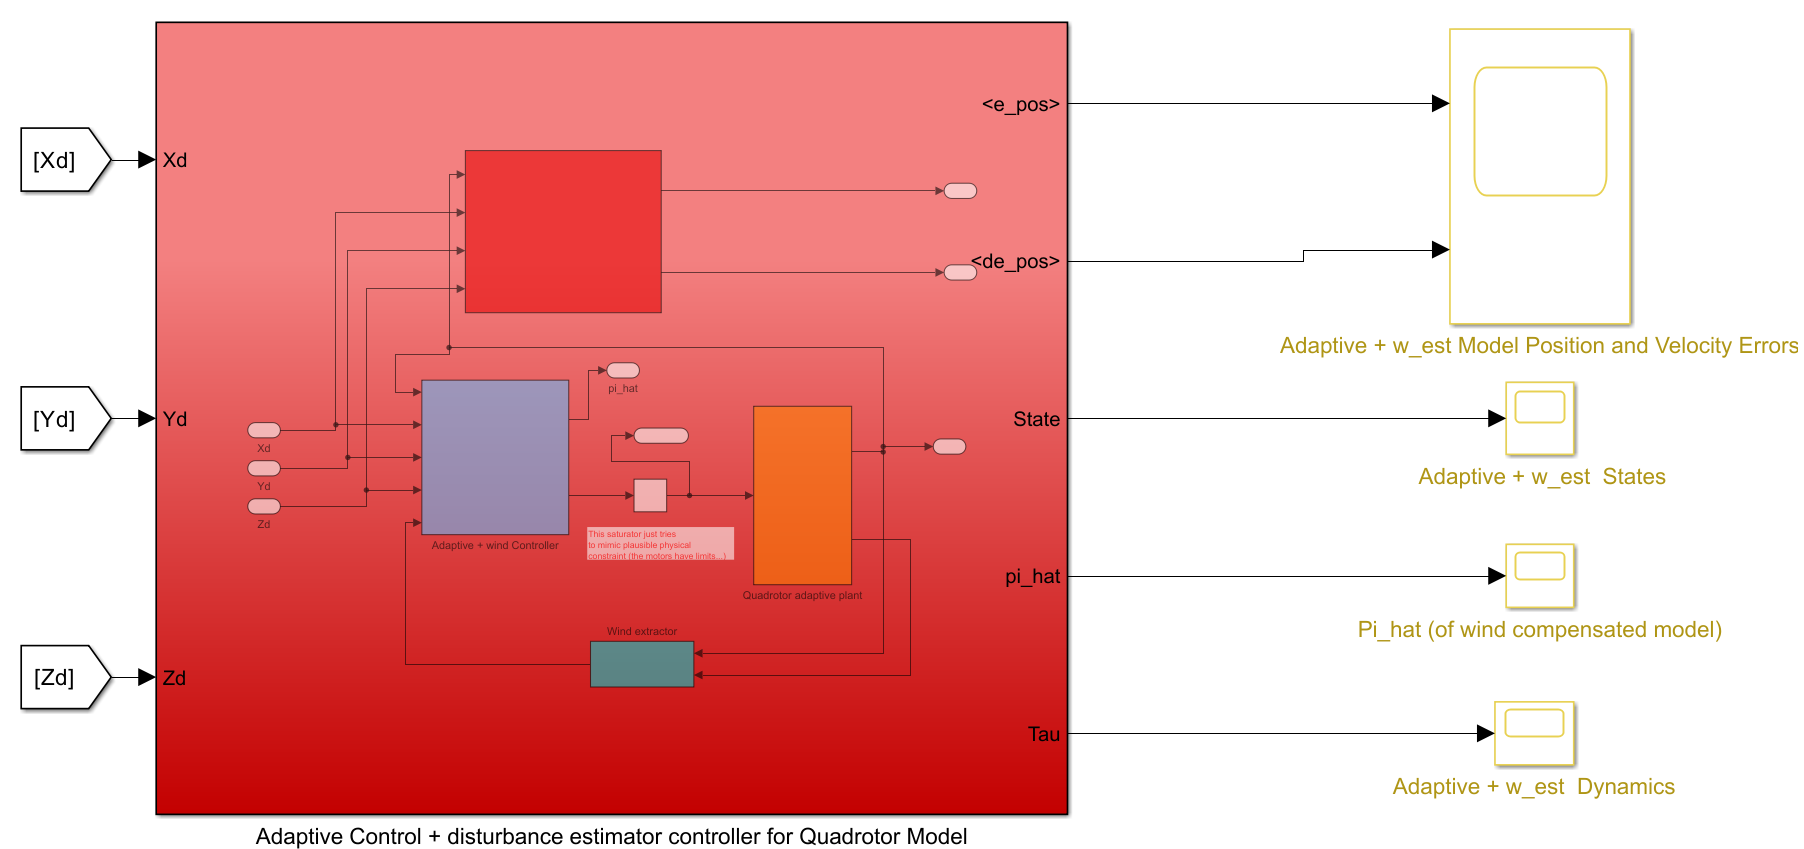 [Xd]
Xd
[Yd]
Yd
[Zd]
Zd
<e_pos>
<de_pos>
State
pi_hat
Tau
pi_hat
Xd
Yd
Zd
Adaptive + wind Controller
This saturator just tries
to mimic plausible physical
constraint (the motors have limits...)
Quadrotor adaptive plant
Wind extractor
Adaptive + w_est Model Position and Velocity Errors
Adaptive + w_est  States
Pi_hat (of wind compensated model)
Adaptive + w_est  Dynamics
Adaptive Control + disturbance estimator controller for Quadrotor Model